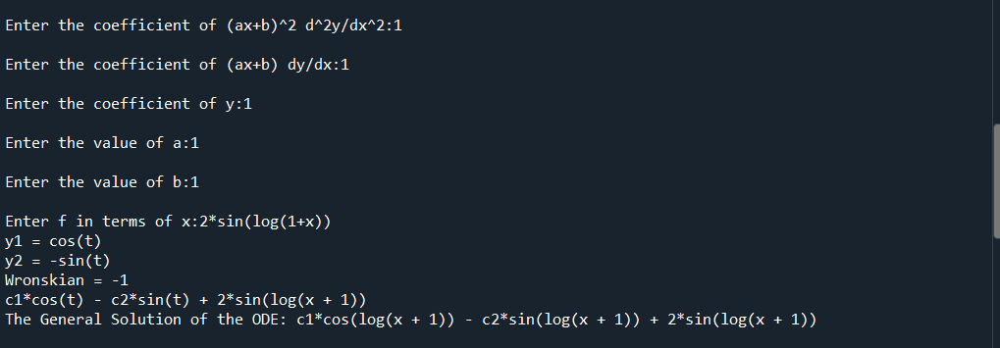 Enter the coefficient of (ax+b)^2 d^2y/dx^2:1
Enter the coefficient of (ax+b) dy/dx:1
Enter the coefficient of y:1
Enter the value of a:1
Enter the value of b:1
Enter f in terms of x:2*sin(log(1+x))
y1 = cos(t)
y2 = -sin(t)
Wronskian = -1
c1*cos(t) - c2*sin(t) + 2*sin(log(x + 1))
The General Solution of the ODE: c1*cos(log(x + 1)) - c2*sin(log(x + 1)) + 2*sin(log(x + 1))